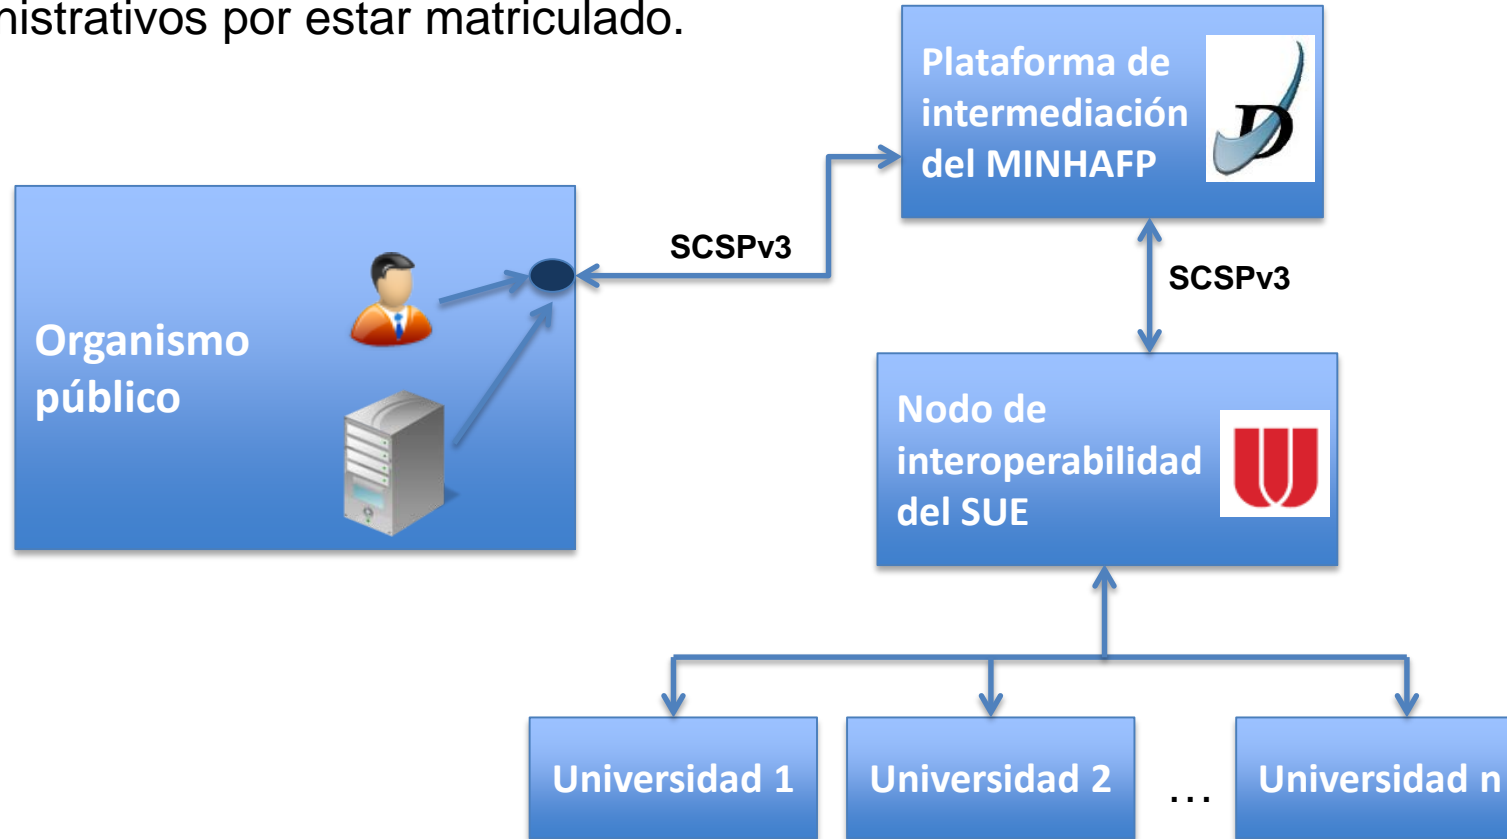 nistrativos por estar matriculado.
Plataforma de
intermediación
del MINHAFP
D
SCSPv3
SCSPv3
Organismo
público
Nodo de
interoperabilidad
del SUE
Universidad 1
Universidad 2
...
Universidad n